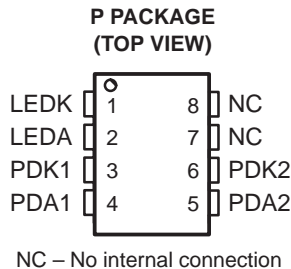 P PACKAGE
(TOP VIEW)
LEDK 1 8 NC
LEDA 2 7 NC
PDK1 3 6 PDK2
PDA1 4 5 PDA2
NC – No internal connection